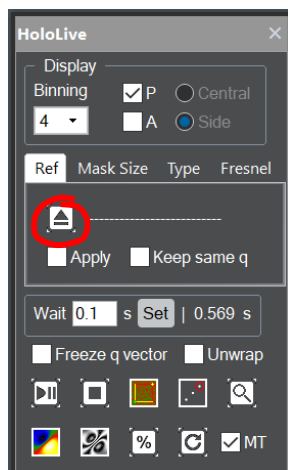 HoloLive
Display
Binning
P
Central
4
A
Side
Ref Mask Size Type Fresnel
--------------------------
Apply Keep same q
Wait 0.1 s Set | 0.569 s
Freeze q vector Unwrap
% C MT